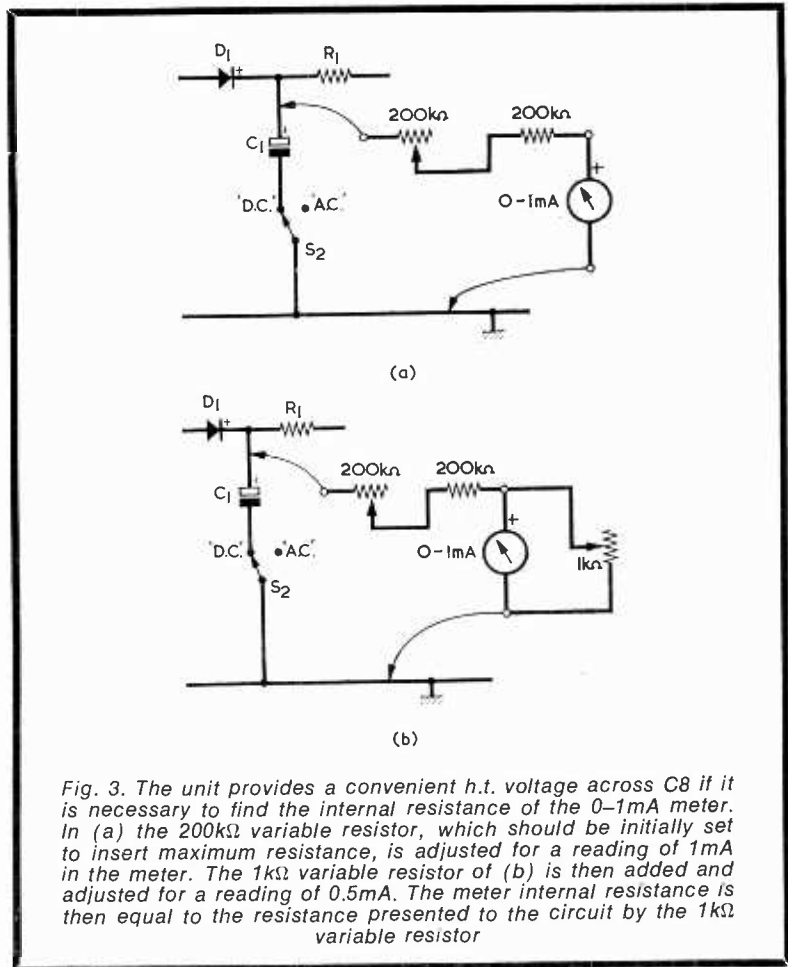 D1
+
R1
200kΩ
200kΩ
C1
+
+
'D.C.'
'A.C.'
O-1mA
S2
(a)
D1
+
R1
200kΩ
200kΩ
C1
+
+
'D.C.'
'A.C.'
O-1mA
1kΩ
S2
(b)
Fig. 3. The unit provides a convenient h.t. voltage across C8 if it
is necessary to find the internal resistance of the 0–1mA meter.
In (a) the 200kΩ variable resistor, which should be initially set
to insert maximum resistance, is adjusted for a reading of 1mA
in the meter. The 1kΩ variable resistor of (b) is then added and
adjusted for a reading of 0.5mA. The meter internal resistance is
then equal to the resistance presented to the circuit by the 1kΩ
variable resistor